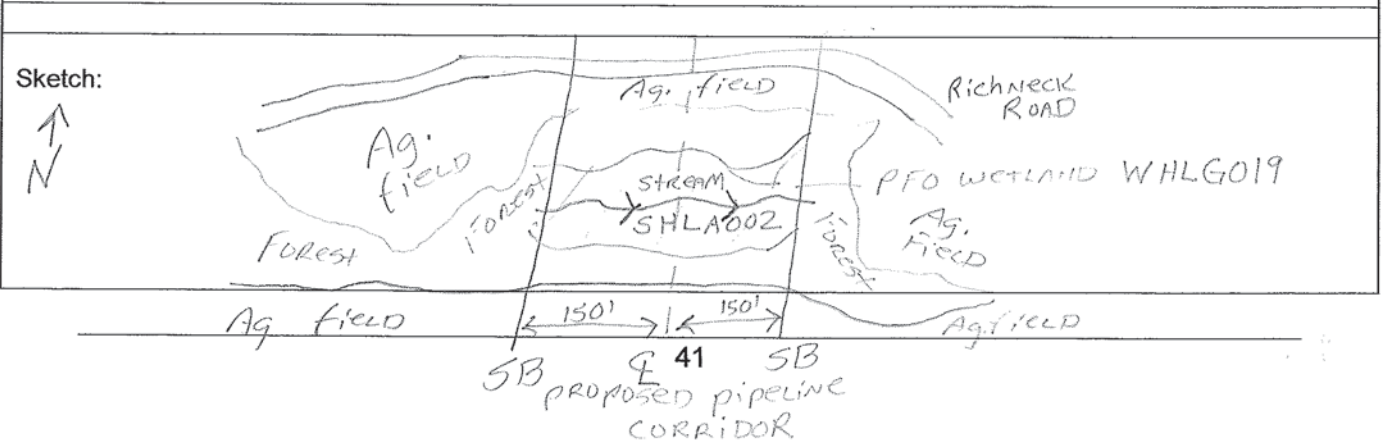 Sketch:
N
Ag. field
RichNeck
ROAD
Ag.
field
STREAM
SHLA002
PFO WETLAND WHLG019
Forest
Forest
Forest
Ag.
Field
Ag field
150'
150'
Ag. field
SB
℄
41
SB
proposed pipeline
CORRIDOR